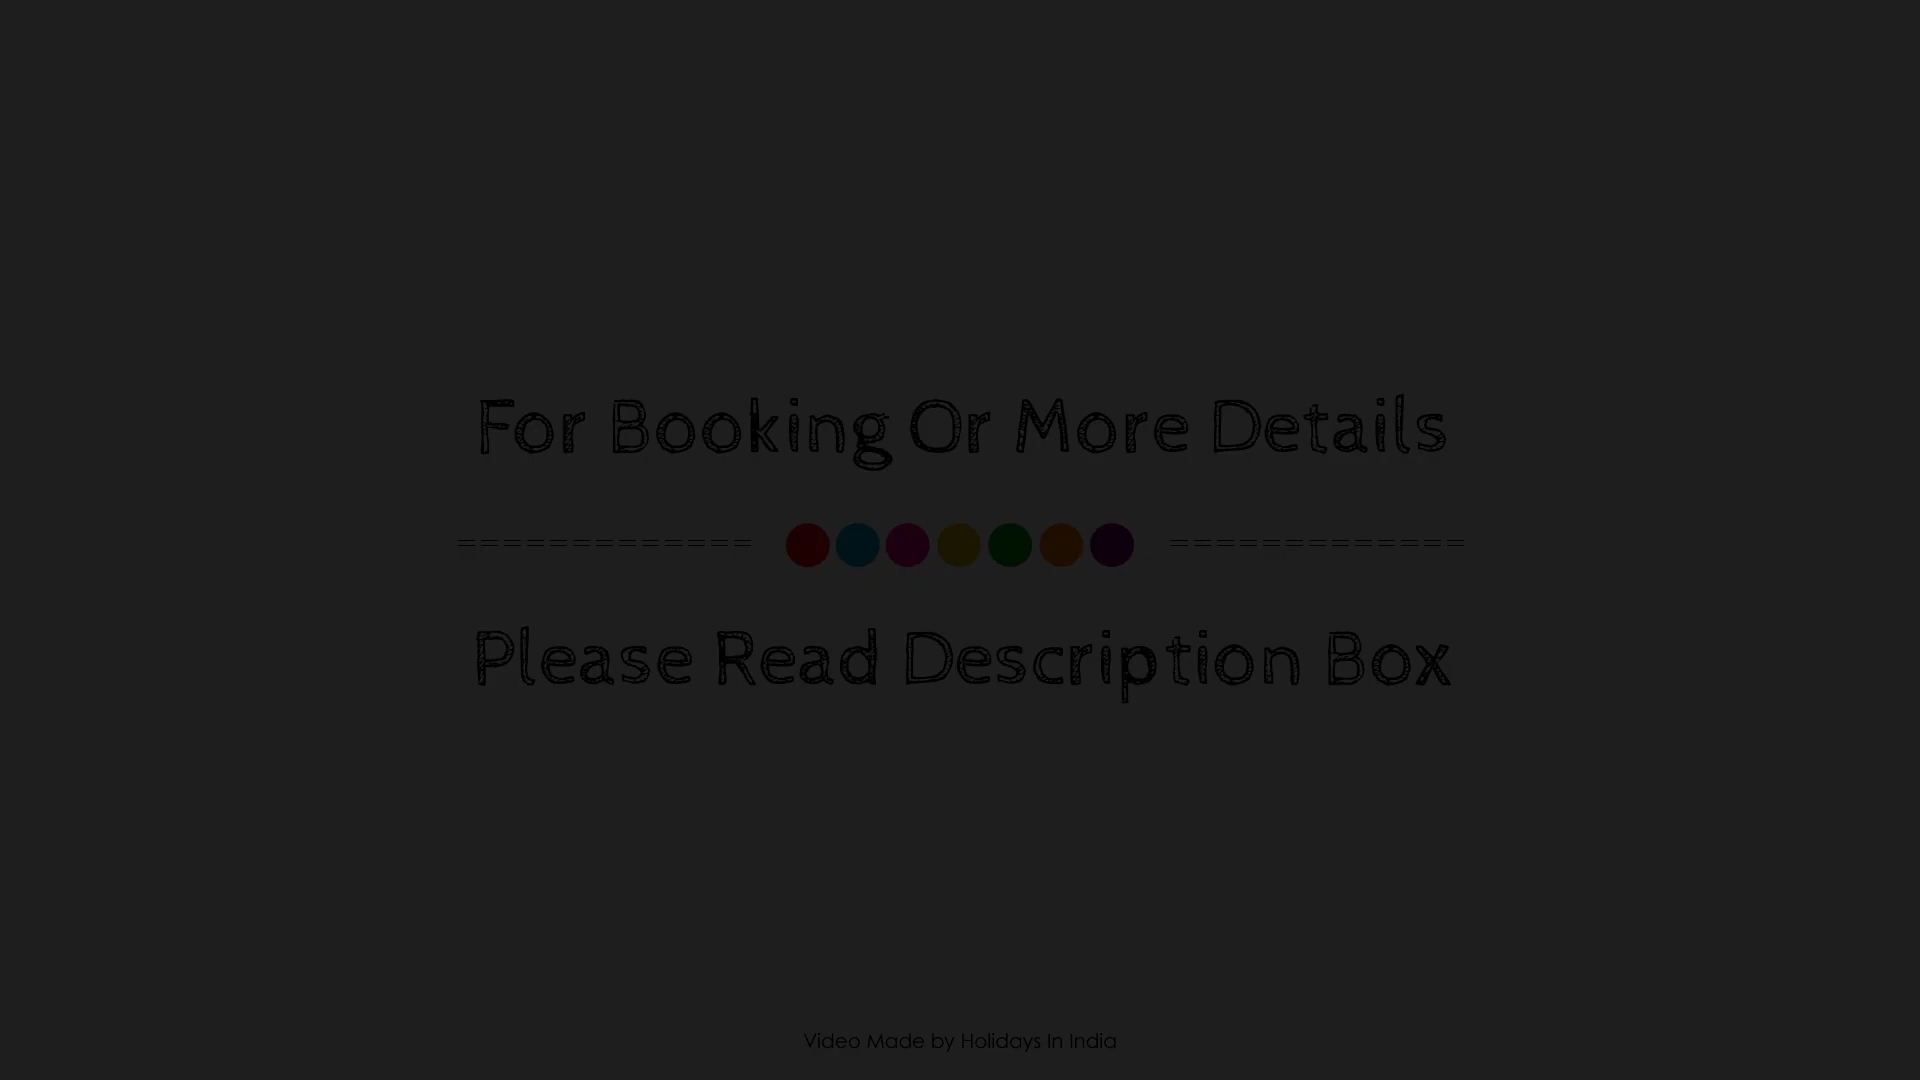 For Booking Or More Details
============= =============
Please Read Description Box
Video Made by Holidays In India